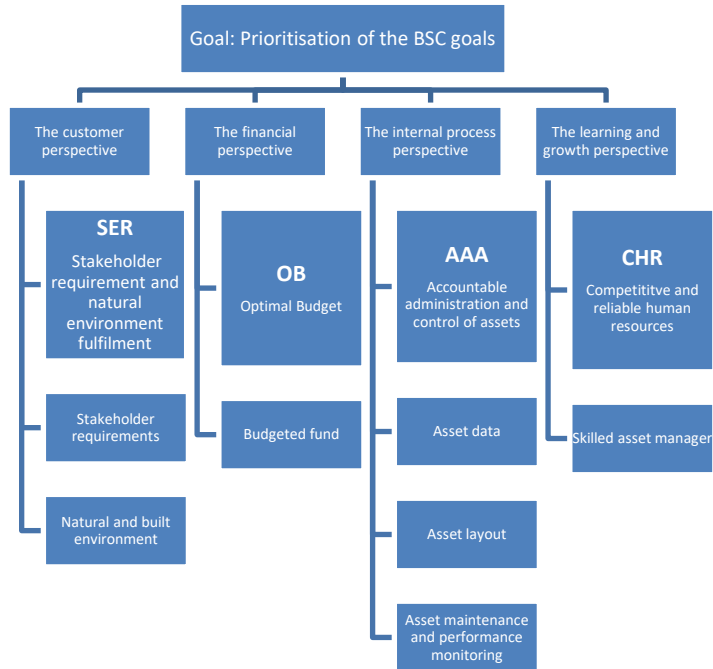 Goal: Prioritisation of the BSC goals
The customer
perspective
The financial
perspective
The internal process
perspective
The learning and
growth perspective
SER
Stakeholder
requirement and
natural
environment
fulfilment
OB
Optimal Budget
AAA
Accountable
administration and
control of assets
CHR
Competititve and
reliable human
resources
Stakeholder
requirements
Budgeted fund
Asset data
Skilled asset manager
Natural and built
environment
Asset layout
Asset maintenance
and performance
monitoring